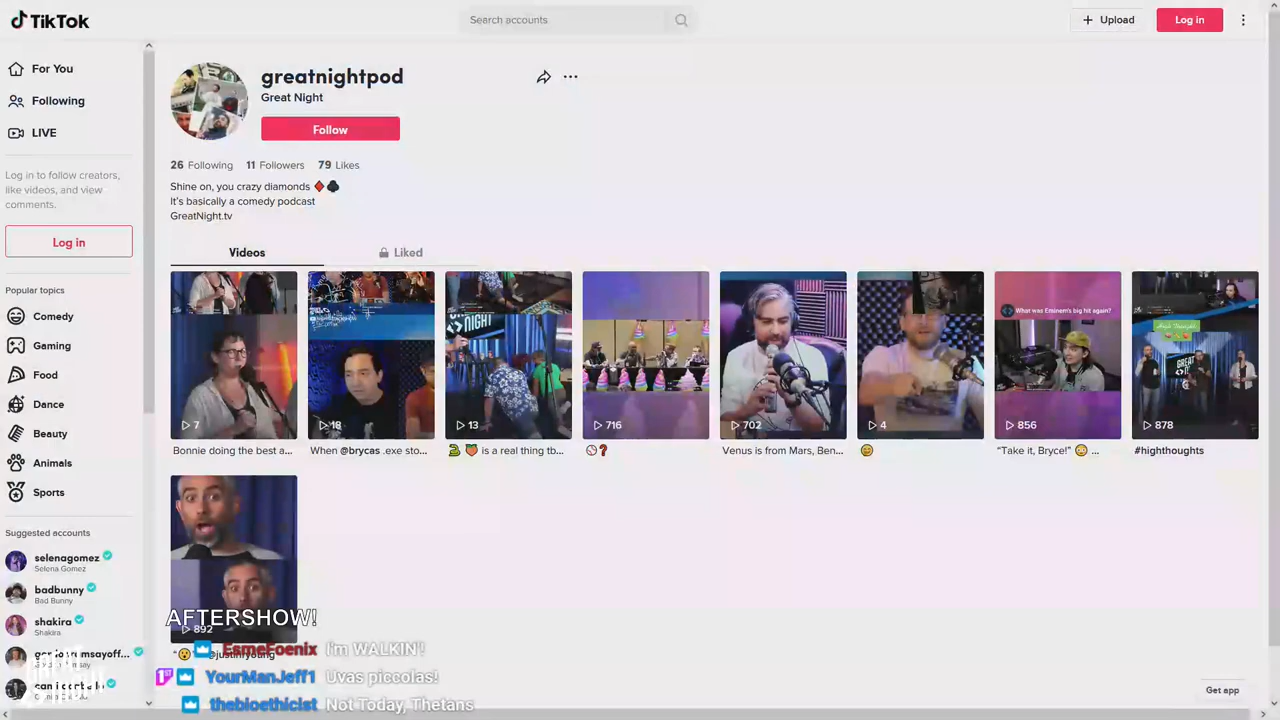 TikTok
Search accounts
Upload
Log in
For You
Following
LIVE
Log in to follow creators,
like videos, and view
comments.
Log in
Popular topics
Comedy
Gaming
Food
Dance
Beauty
Animals
Sports
Suggested accounts
selenagomez
Selena Gomez
badbunny
Bad Bunny
shakira
Shakira
greatnightpod
Great Night
Follow
26 Following 11 Followers 79 Likes
Shine on, you crazy diamonds ♦️♣️
It's basically a comedy podcast
GreatNight.tv
Videos
Liked
7
18
NIGHT
13
716
702
4
What was Eminem's big hit again?
856
878
Bonnie doing the best a...
When @brycas .exe sto...
🐍 🍑 is a real thing tb...
⚾❓
Venus is from Mars, Ben...
😄
"Take it, Bryce!" 😳 ...
#highthoughts
892
AFTERSHOW!
EsmeFoenix I'm WALKIN'!
YourManJeff1 Uvas piccolas!
thebioethicist Not Today, Thetans
Get app